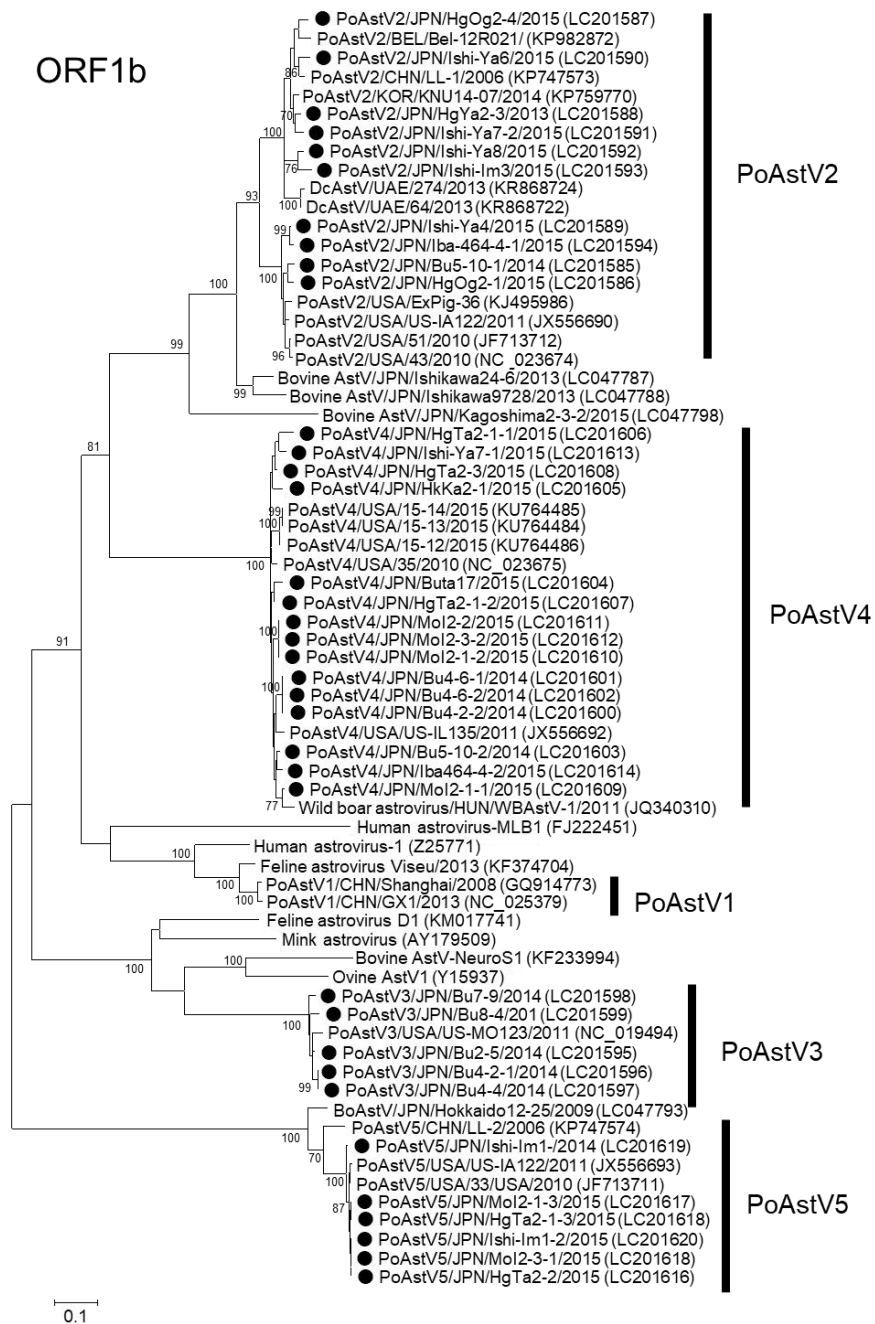 ORF1b
PoAstV2/JPN/HgOg2-4/2015 (LC201587)
PoAstV2/BEL/Bel-12R021/ (KP982872)
PoAstV2/JPN/Ishi-Ya6/2015 (LC201590)
86
PoAstV2/CHN/LL-1/2006 (KP747573)
PoAstV2/KOR/KNU14-07/2014 (KP759770)
70
PoAstV2/JPN/HgYa2-3/2013 (LC201588)
100
PoAstV2/JPN/Ishi-Ya7-2/2015 (LC201591)
PoAstV2/JPN/Ishi-Ya8/2015 (LC201592)
76
PoAstV2/JPN/Ishi-Im3/2015 (LC201593)
PoAstV2
DcAstV/UAE/274/2013 (KR868724)
93
100
DcAstV/UAE/64/2013 (KR868722)
99
PoAstV2/JPN/Ishi-Ya4/2015 (LC201589)
PoAstV2/JPN/Iba-464-4-1/2015 (LC201594)
PoAstV2/JPN/Bu5-10-1/2014 (LC201585)
100
100
PoAstV2/JPN/HgOg2-1/2015 (LC201586)
PoAstV2/USA/ExPig-36 (KJ495986)
PoAstV2/USA/US-IA122/2011 (JX556690)
PoAstV2/USA/51/2010 (JF713712)
99
96
PoAstV2/USA/43/2010 (NC_023674)
Bovine AstV/JPN/Ishikawa24-6/2013 (LC047787)
99
Bovine AstV/JPN/Ishikawa9728/2013 (LC047788)
Bovine AstV/JPN/Kagoshima2-3-2/2015 (LC047798)
PoAstV4/JPN/HgTa2-1-1/2015 (LC201606)
81
PoAstV4/JPN/Ishi-Ya7-1/2015 (LC201613)
PoAstV4/JPN/HgTa2-3/2015 (LC201608)
PoAstV4/JPN/HkKa2-1/2015 (LC201605)
99
PoAstV4/USA/15-14/2015 (KU764485)
100
PoAstV4/USA/15-13/2015 (KU764484)
PoAstV4/USA/15-12/2015 (KU764486)
100
PoAstV4/USA/35/2010 (NC_023675)
PoAstV4/JPN/Buta17/2015 (LC201604)
PoAstV4/JPN/HgTa2-1-2/2015 (LC201607)
PoAstV4
PoAstV4/JPN/MoI2-2/2015 (LC201611)
100
PoAstV4/JPN/MoI2-3-2/2015 (LC201612)
91
PoAstV4/JPN/MoI2-1-2/2015 (LC201610)
PoAstV4/JPN/Bu4-6-1/2014 (LC201601)
100
PoAstV4/JPN/Bu4-6-2/2014 (LC201602)
PoAstV4/JPN/Bu4-2-2/2014 (LC201600)
PoAstV4/USA/US-IL135/2011 (JX556692)
PoAstV4/JPN/Bu5-10-2/2014 (LC201603)
PoAstV4/JPN/Iba464-4-2/2015 (LC201614)
PoAstV4/JPN/MoI2-1-1/2015 (LC201609)
77
Wild boar astrovirus/HUN/WBAstV-1/2011 (JQ340310)
Human astrovirus-MLB1 (FJ222451)
100
Human astrovirus-1 (Z25771)
Feline astrovirus Viseu/2013 (KF374704)
100
PoAstV1/CHN/Shanghai/2008 (GQ914773)
100
PoAstV1/CHN/GX1/2013 (NC_025379)
PoAstV1
Feline astrovirus D1 (KM017741)
Mink astrovirus (AY179509)
100
Bovine AstV-NeuroS1 (KF233994)
100
Ovine AstV1 (Y15937)
PoAstV3/JPN/Bu7-9/2014 (LC201598)
PoAstV3/JPN/Bu8-4/201 (LC201599)
100
PoAstV3/USA/US-MO123/2011 (NC_019494)
PoAstV3
PoAstV3/JPN/Bu2-5/2014 (LC201595)
PoAstV3/JPN/Bu4-2-1/2014 (LC201596)
99
PoAstV3/JPN/Bu4-4/2014 (LC201597)
BoAstV/JPN/Hokkaido12-25/2009 (LC047793)
100
PoAstV5/CHN/LL-2/2006 (KP747574)
PoAstV5/JPN/Ishi-Im1-/2014 (LC201619)
70
PoAstV5/USA/US-IA122/2011 (JX556693)
100
PoAstV5/USA/33/USA/2010 (JF713711)
PoAstV5/JPN/MoI2-1-3/2015 (LC201617)
PoAstV5
87
PoAstV5/JPN/HgTa2-1-3/2015 (LC201618)
PoAstV5/JPN/Ishi-Im1-2/2015 (LC201620)
PoAstV5/JPN/MoI2-3-1/2015 (LC201618)
PoAstV5/JPN/HgTa2-2/2015 (LC201616)
0.1